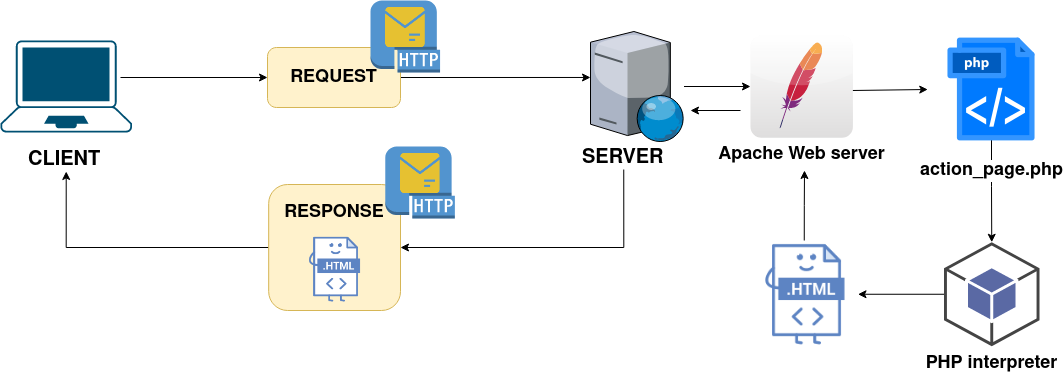 HTTP
REQUEST
php
CLIENT
SERVER
Apache Web server
action_page.php
HTTP
RESPONSE
.HTML
.HTML
PHP interpreter